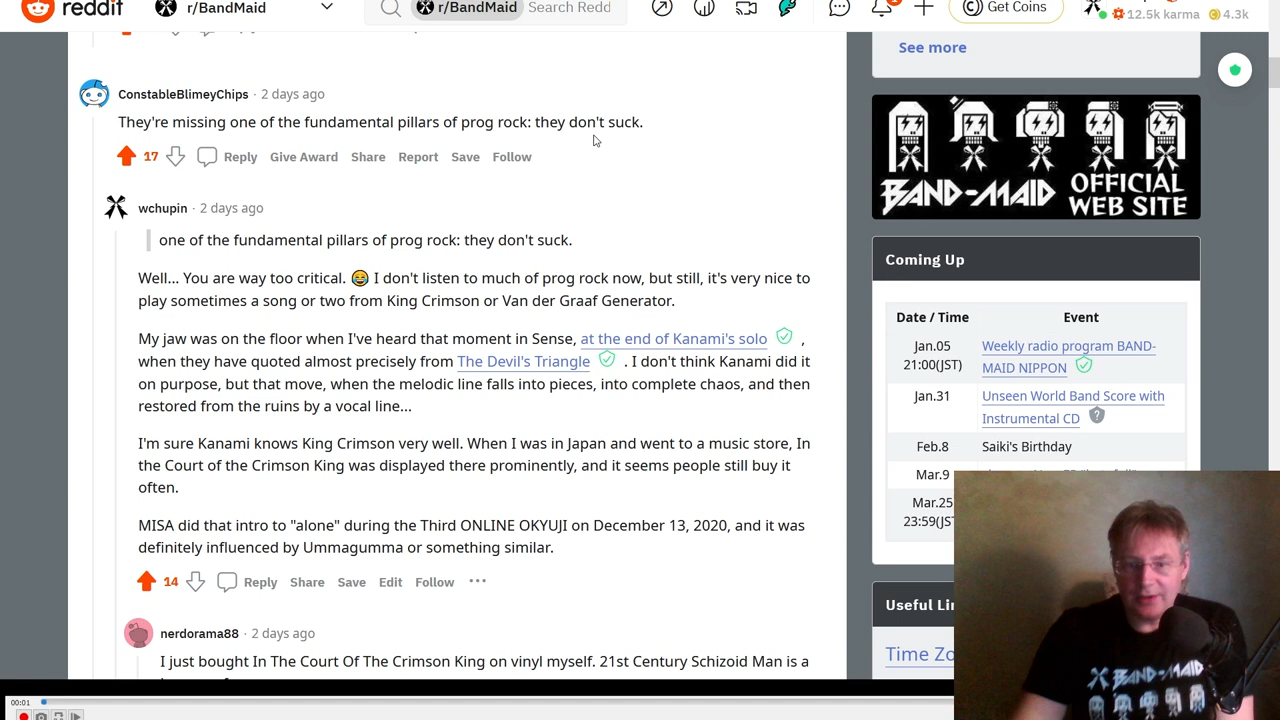 reddit
r/BandMaid
r/BandMaid
Search Redd
Get Coins
12.5k karma
4.3k
ConstableBlimeyChips · 2 days ago
They're missing one of the fundamental pillars of prog rock: they don't suck.
17 Reply Give Award Share Report Save Follow
wchupin · 2 days ago
one of the fundamental pillars of prog rock: they don't suck.
Well... You are way too critical. 😂 I don't listen to much of prog rock now, but still, it's very nice to
play sometimes a song or two from King Crimson or Van der Graaf Generator.
My jaw was on the floor when I've heard that moment in Sense, at the end of Kanami's solo ,
when they have quoted almost precisely from The Devil's Triangle . I don't think Kanami did it
on purpose, but that move, when the melodic line falls into pieces, into complete chaos, and then
restored from the ruins by a vocal line...
I'm sure Kanami knows King Crimson very well. When I was in Japan and went to a music store, In
the Court of the Crimson King was displayed there prominently, and it seems people still buy it
often.
MISA did that intro to "alone" during the Third ONLINE OKYUJI on December 13, 2020, and it was
definitely influenced by Ummagumma or something similar.
14 Reply Share Save Edit Follow ...
nerdorama88 · 2 days ago
I just bought In The Court Of The Crimson King on vinyl myself. 21st Century Schizoid Man is a
See more
BAND-MAID OFFICIAL
WEB SITE
Coming Up
Date / Time Event
Jan.05
21:00(JST)
Weekly radio program BAND-
MAID NIPPON
Jan.31
Unseen World Band Score with
Instrumental CD
Feb.8 Saiki's Birthday
Mar.9
Mar.25
23:59(JS
Useful Lin
Time Zo
BAND-MAID
00:01